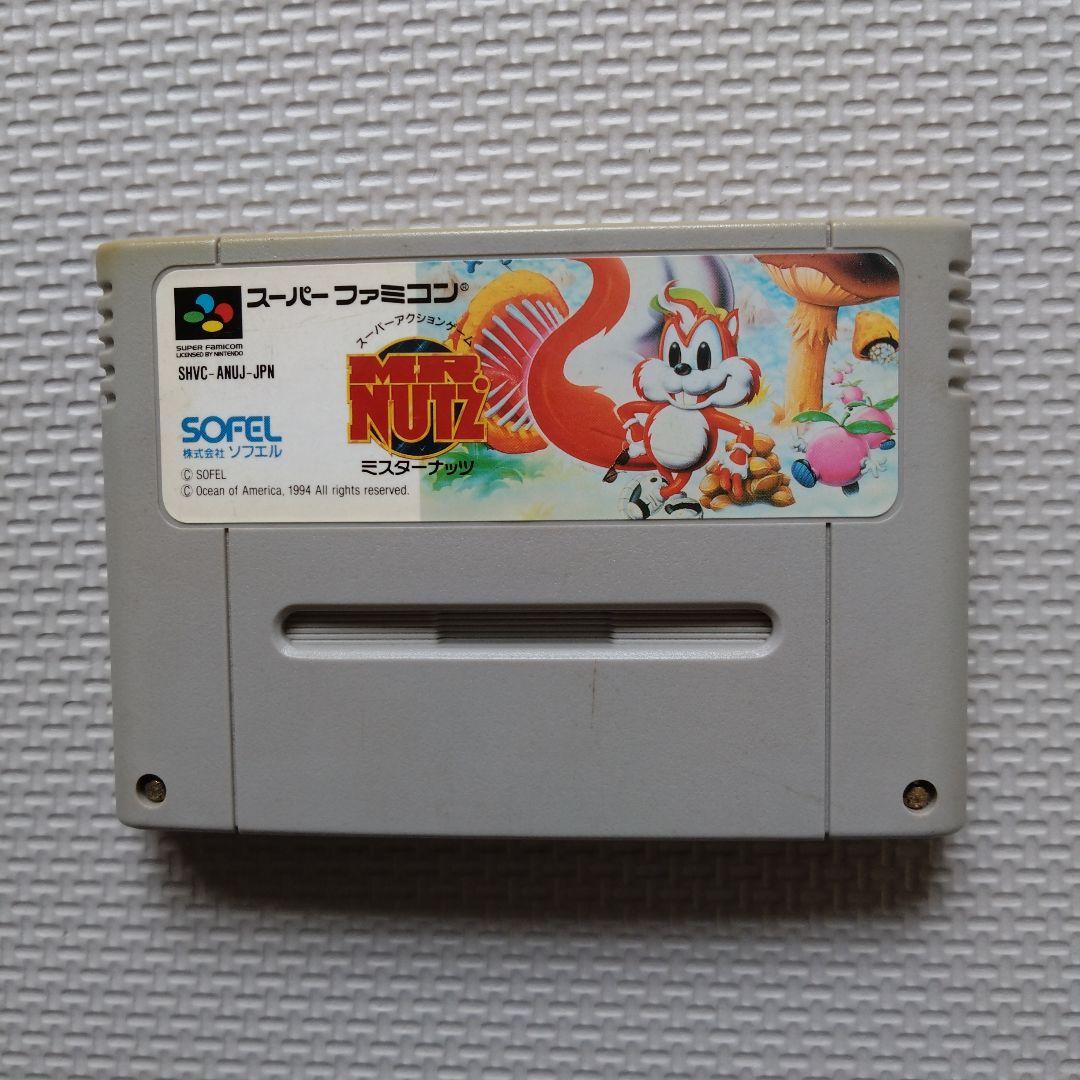 スーパーファミコン®
SUPER FAMICOM
LICENSED BY NINTENDO
SHVC-ANUJ-JPN
SOFEL
株式会社 ソフエル
© SOFEL
© Ocean of America, 1994 All rights reserved.
スーパーアクションゲーム
MR.
NUTZ
ミスターナッツ